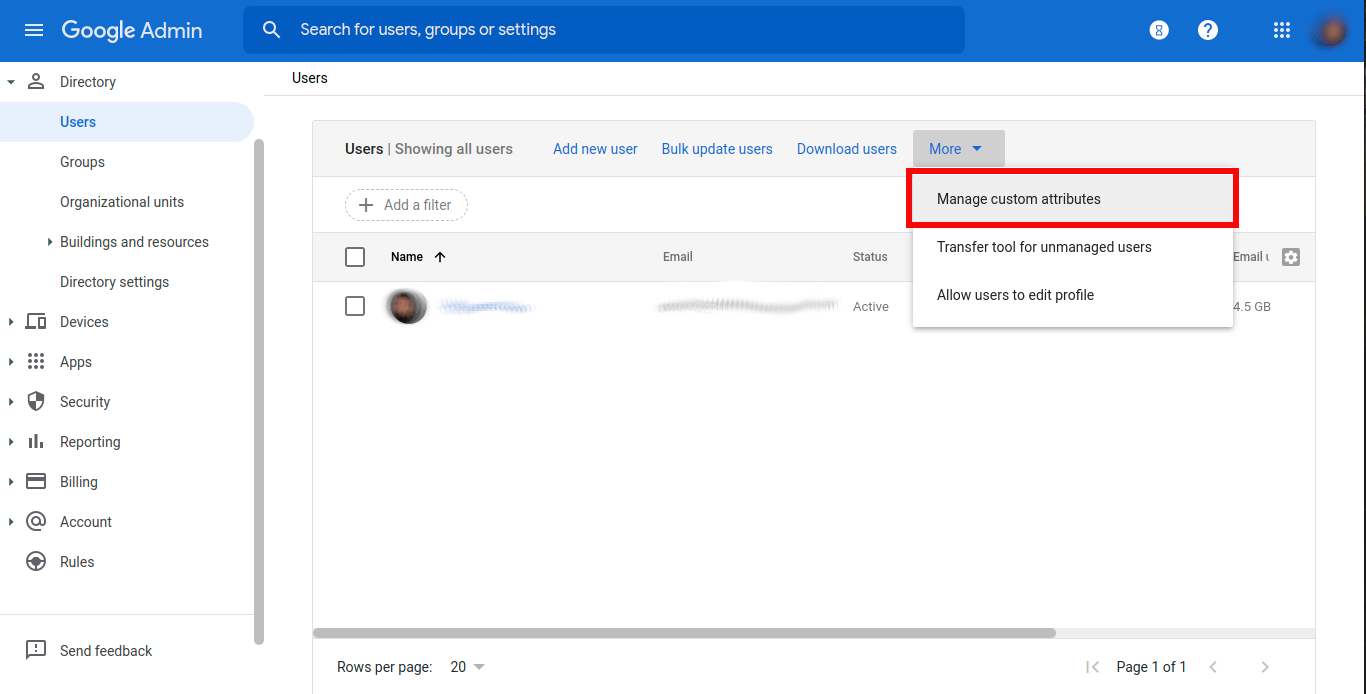 Google Admin
Search for users, groups or settings
?
Directory
Users
Groups
Organizational units
Buildings and resources
Directory settings
Devices
Apps
Security
Reporting
Billing
Account
Rules
Send feedback
Users
Users | Showing all users
Add new user
Bulk update users
Download users
More
Manage custom attributes
Transfer tool for unmanaged users
Allow users to edit profile
Add a filter
Name
Email
Status
Email u
Active
4.5 GB
Rows per page:
20
Page 1 of 1